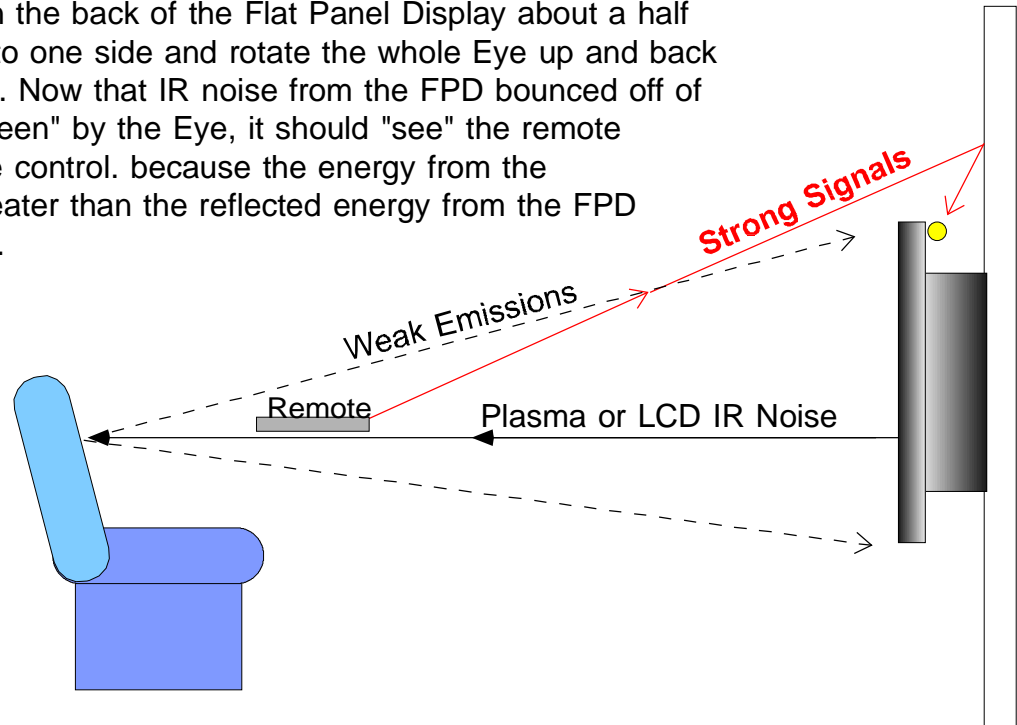 n the back of the Flat Panel Display about a half
to one side and rotate the whole Eye up and back
. Now that IR noise from the FPD bounced off of
een" by the Eye, it should "see" the remote
e control. because the energy from the
eater than the reflected energy from the FPD
.
Strong Signals
Weak Emissions
Remote
Plasma or LCD IR Noise